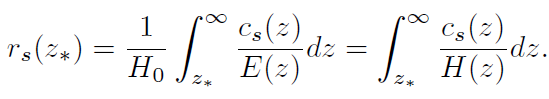 r_s(z_*) = \frac{1}{H_0} \int_{z_*}^{\infty} \frac{c_s(z)}{E(z)} dz = \int_{z_*}^{\infty} \frac{c_s(z)}{H(z)} dz.